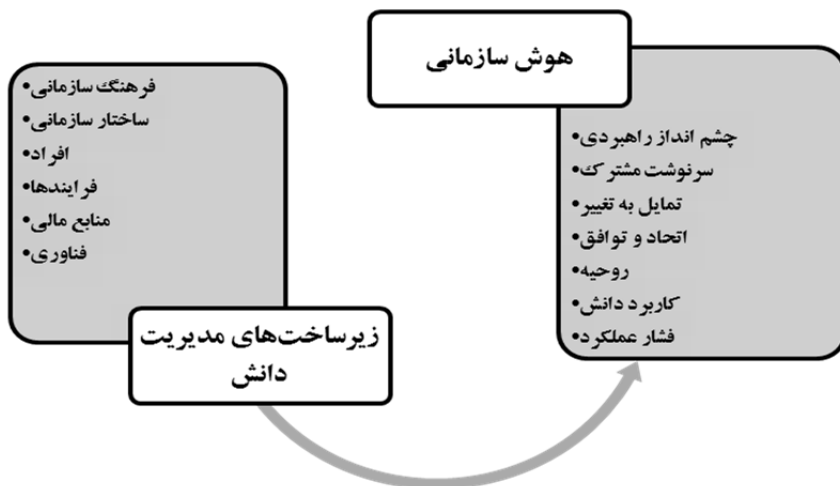 هوش سازمانی
•چشم انداز راهبردی
•سرنوشت مشترک
•تمایل به تغییر
•اتحاد و توافق
•روحیه
•کاربرد دانش
•فشار عملکرد
•فرهنگ سازمانی
•ساختار سازمانی
•افراد
•فرایندها
•منابع مالی
•فناوری
زیرساخت‌های مدیریت
دانش